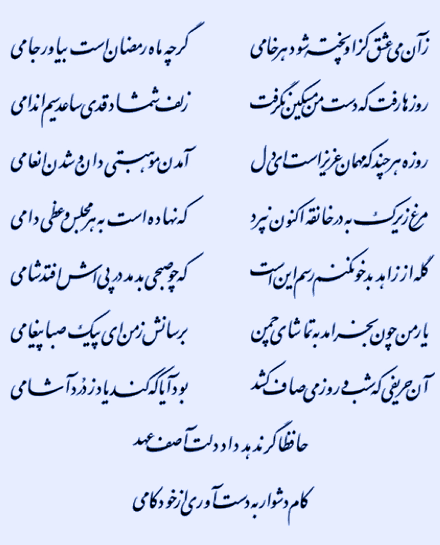 زان می عشق کزو پخته شود هر خامی گرچه ماه رمضان است بیاور جامی
روزها رفت که دست من مسکین نگرفت زلف شمشاد قدی ساعد سیم اندامی
روزه هر چند که مهمان عزیز است ای دل آمدنش موهبتی دان و شدن انعامی
مرغ زیرک به در خانقه اکنون نپرد که نهاده است به هر مجلس وعظی دامی
گله از زاهد بدخو نکنم رسم این است که چو صبحی بدمد در پی اش افتد شامی
یار من چون بخرامد به تماشای چمن برسانش ز من ای پیک صبا پیغامی
آن حریفی که شب و روز می صاف کشد بود آیا که کند یاد ز دردآشامی
حافظا گر ندهد داد دلت آصف عهد
کام دشوار به دست آوری از خودکامی